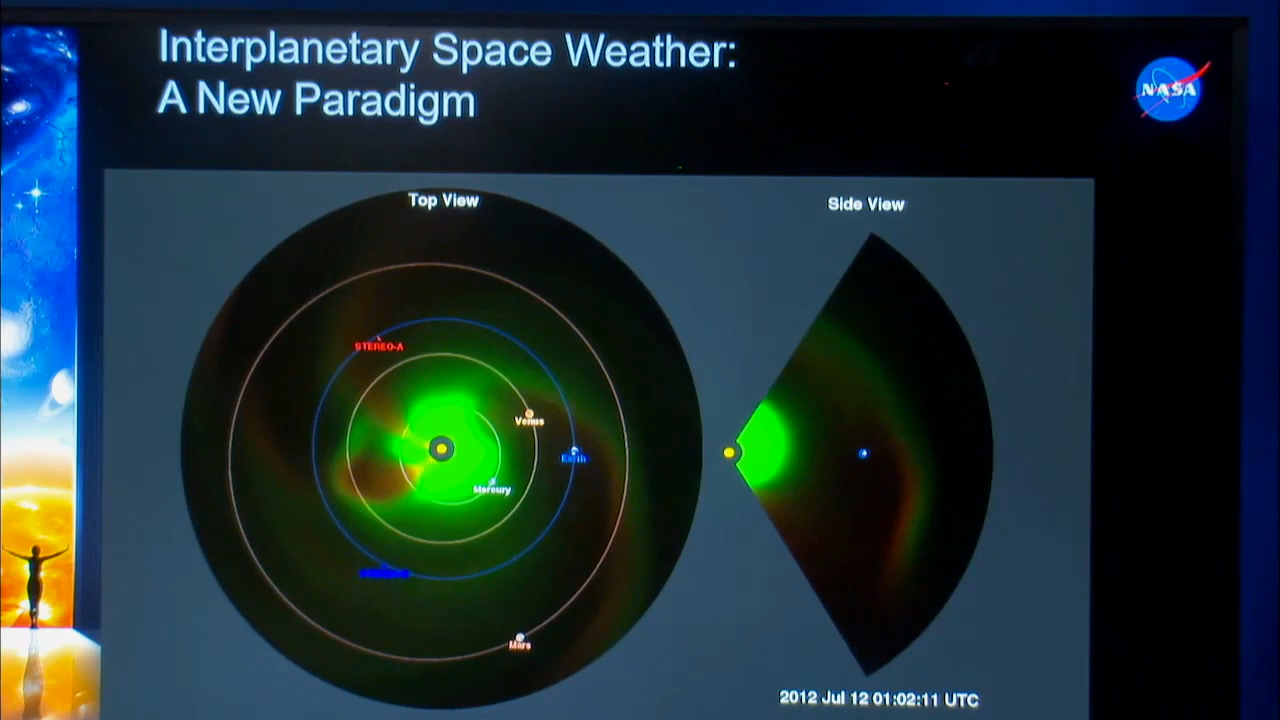 Interplanetary Space Weather:
A New Paradigm
NASA
Top View
Side View
STEREO-A
Venus
Earth
Mercury
Mars
2012 Jul 12 01:02:11 UTC